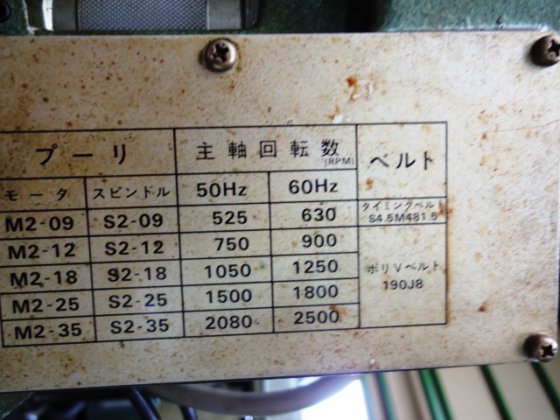 プーリ 主軸回転数 (RPM) ベルト
モータ スピンドル 50Hz 60Hz タイミングベルト
S4.5M481.5
M2-09 S2-09 525 630
M2-12 S2-12 750 900
M2-18 S2-18 1050 1250 ポリVベルト
190J8
M2-25 S2-25 1500 1800
M2-35 S2-35 2080 2500